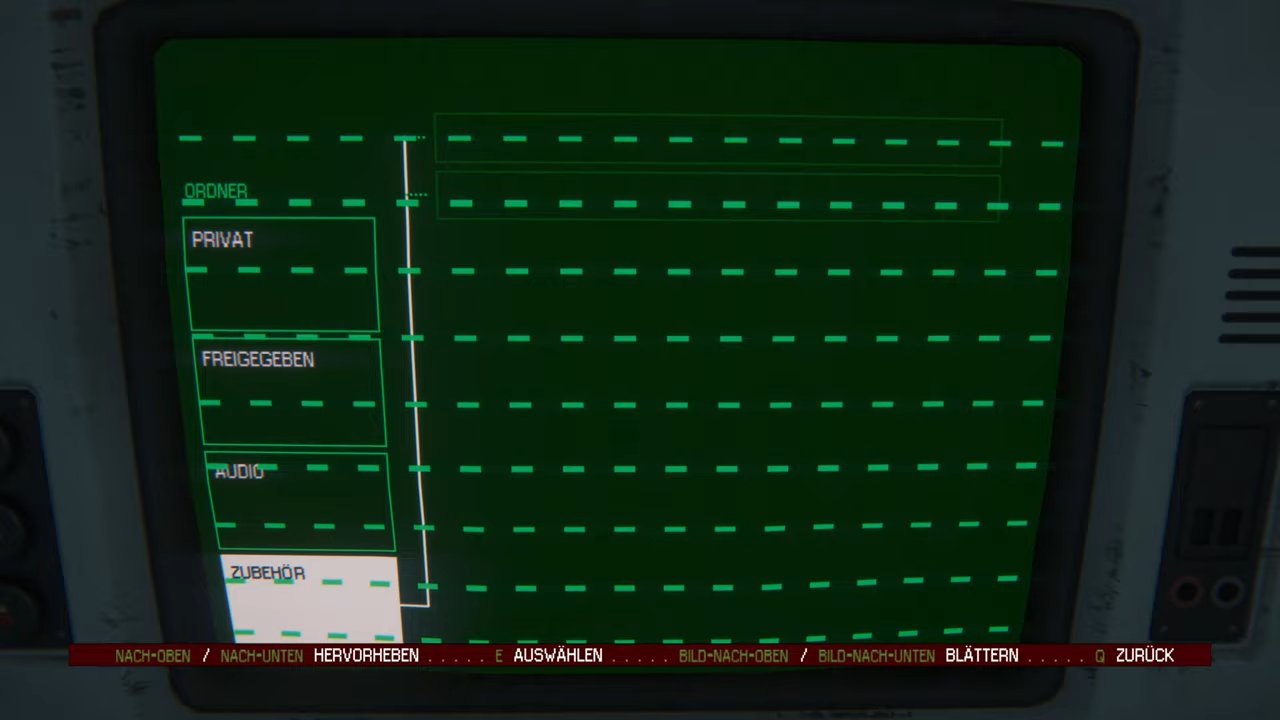 ORDNER
PRIVAT
FREIGEGEBEN
AUDIO
ZUBEHÖR
NACH-OBEN / NACH-UNTEN HERVORHEBEN ..... E AUSWÄHLEN ..... BILD-NACH-OBEN / BILD-NACH-UNTEN BLÄTTERN ..... Q ZURÜCK